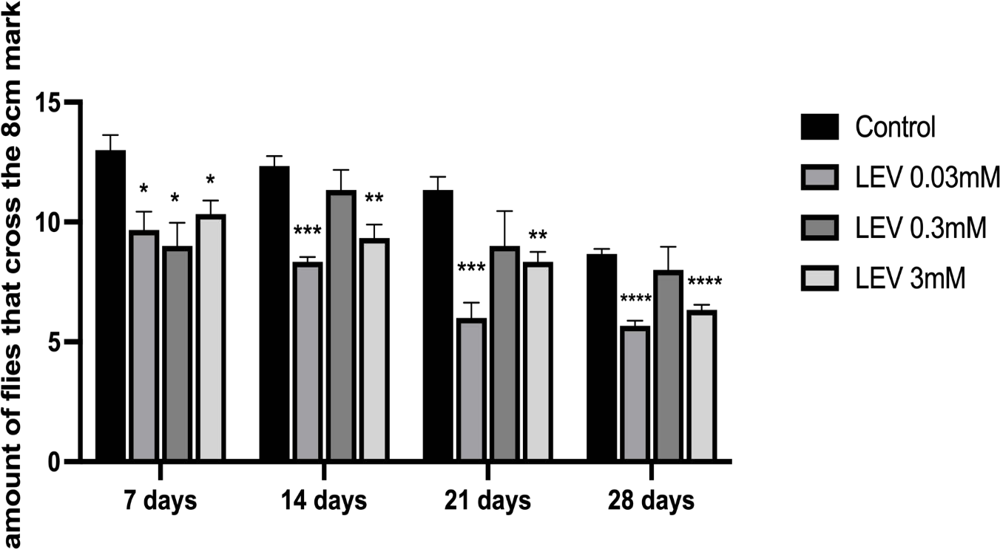 amount of flies that cross the 8cm mark
15
10
5
0
* * *
*** **
*** **
**** ****
7 days 14 days 21 days 28 days
Control
LEV 0.03mM
LEV 0.3mM
LEV 3mM